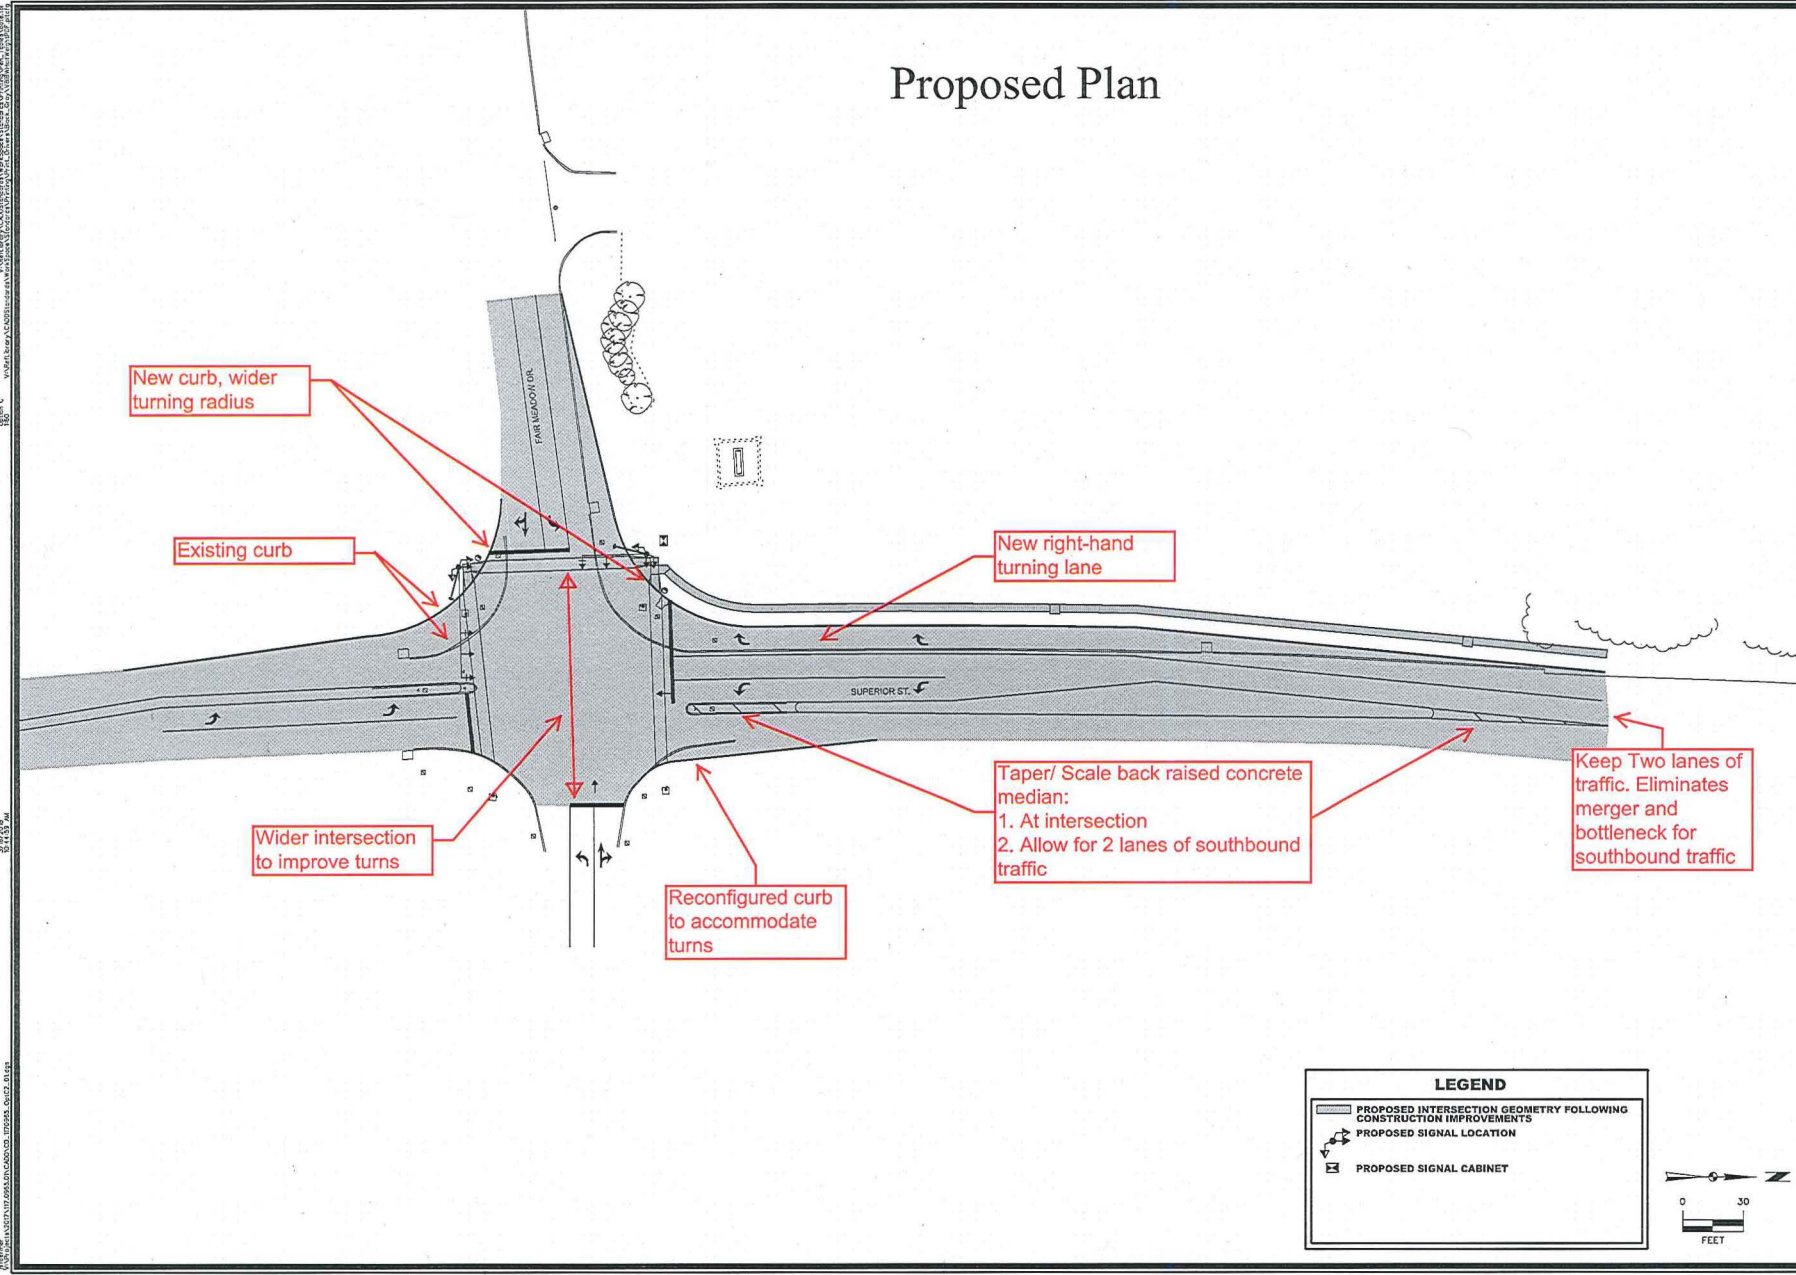 Proposed Plan
New curb, wider
turning radius
FAIR MEADOW DR.
Existing curb
New right-hand
turning lane
SUPERIOR ST.
Wider intersection
to improve turns
Reconfigured curb
to accommodate
turns
Taper/ Scale back raised concrete
median:
1. At intersection
2. Allow for 2 lanes of southbound
traffic
Keep Two lanes of
traffic. Eliminates
merger and
bottleneck for
southbound traffic
LEGEND
PROPOSED INTERSECTION GEOMETRY FOLLOWING
CONSTRUCTION IMPROVEMENTS
PROPOSED SIGNAL LOCATION
PROPOSED SIGNAL CABINET
N
0 30
FEET